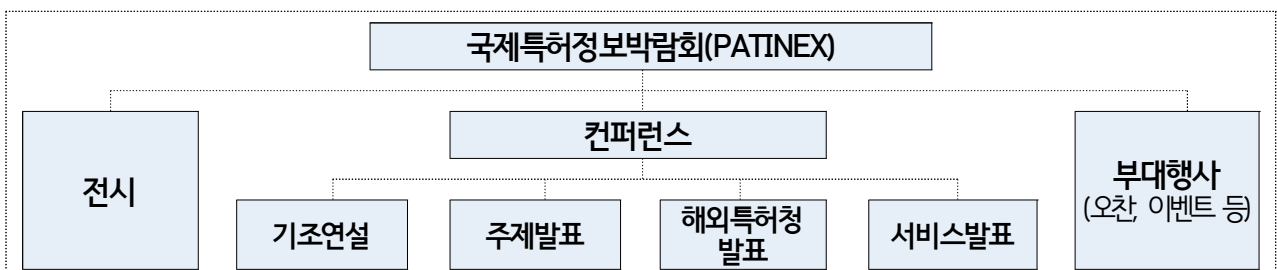 국제특허정보박람회(PATINEX)
전시
컨퍼런스
부대행사
(오찬, 이벤트 등)
기조연설
주제발표
해외특허청
발표
서비스발표